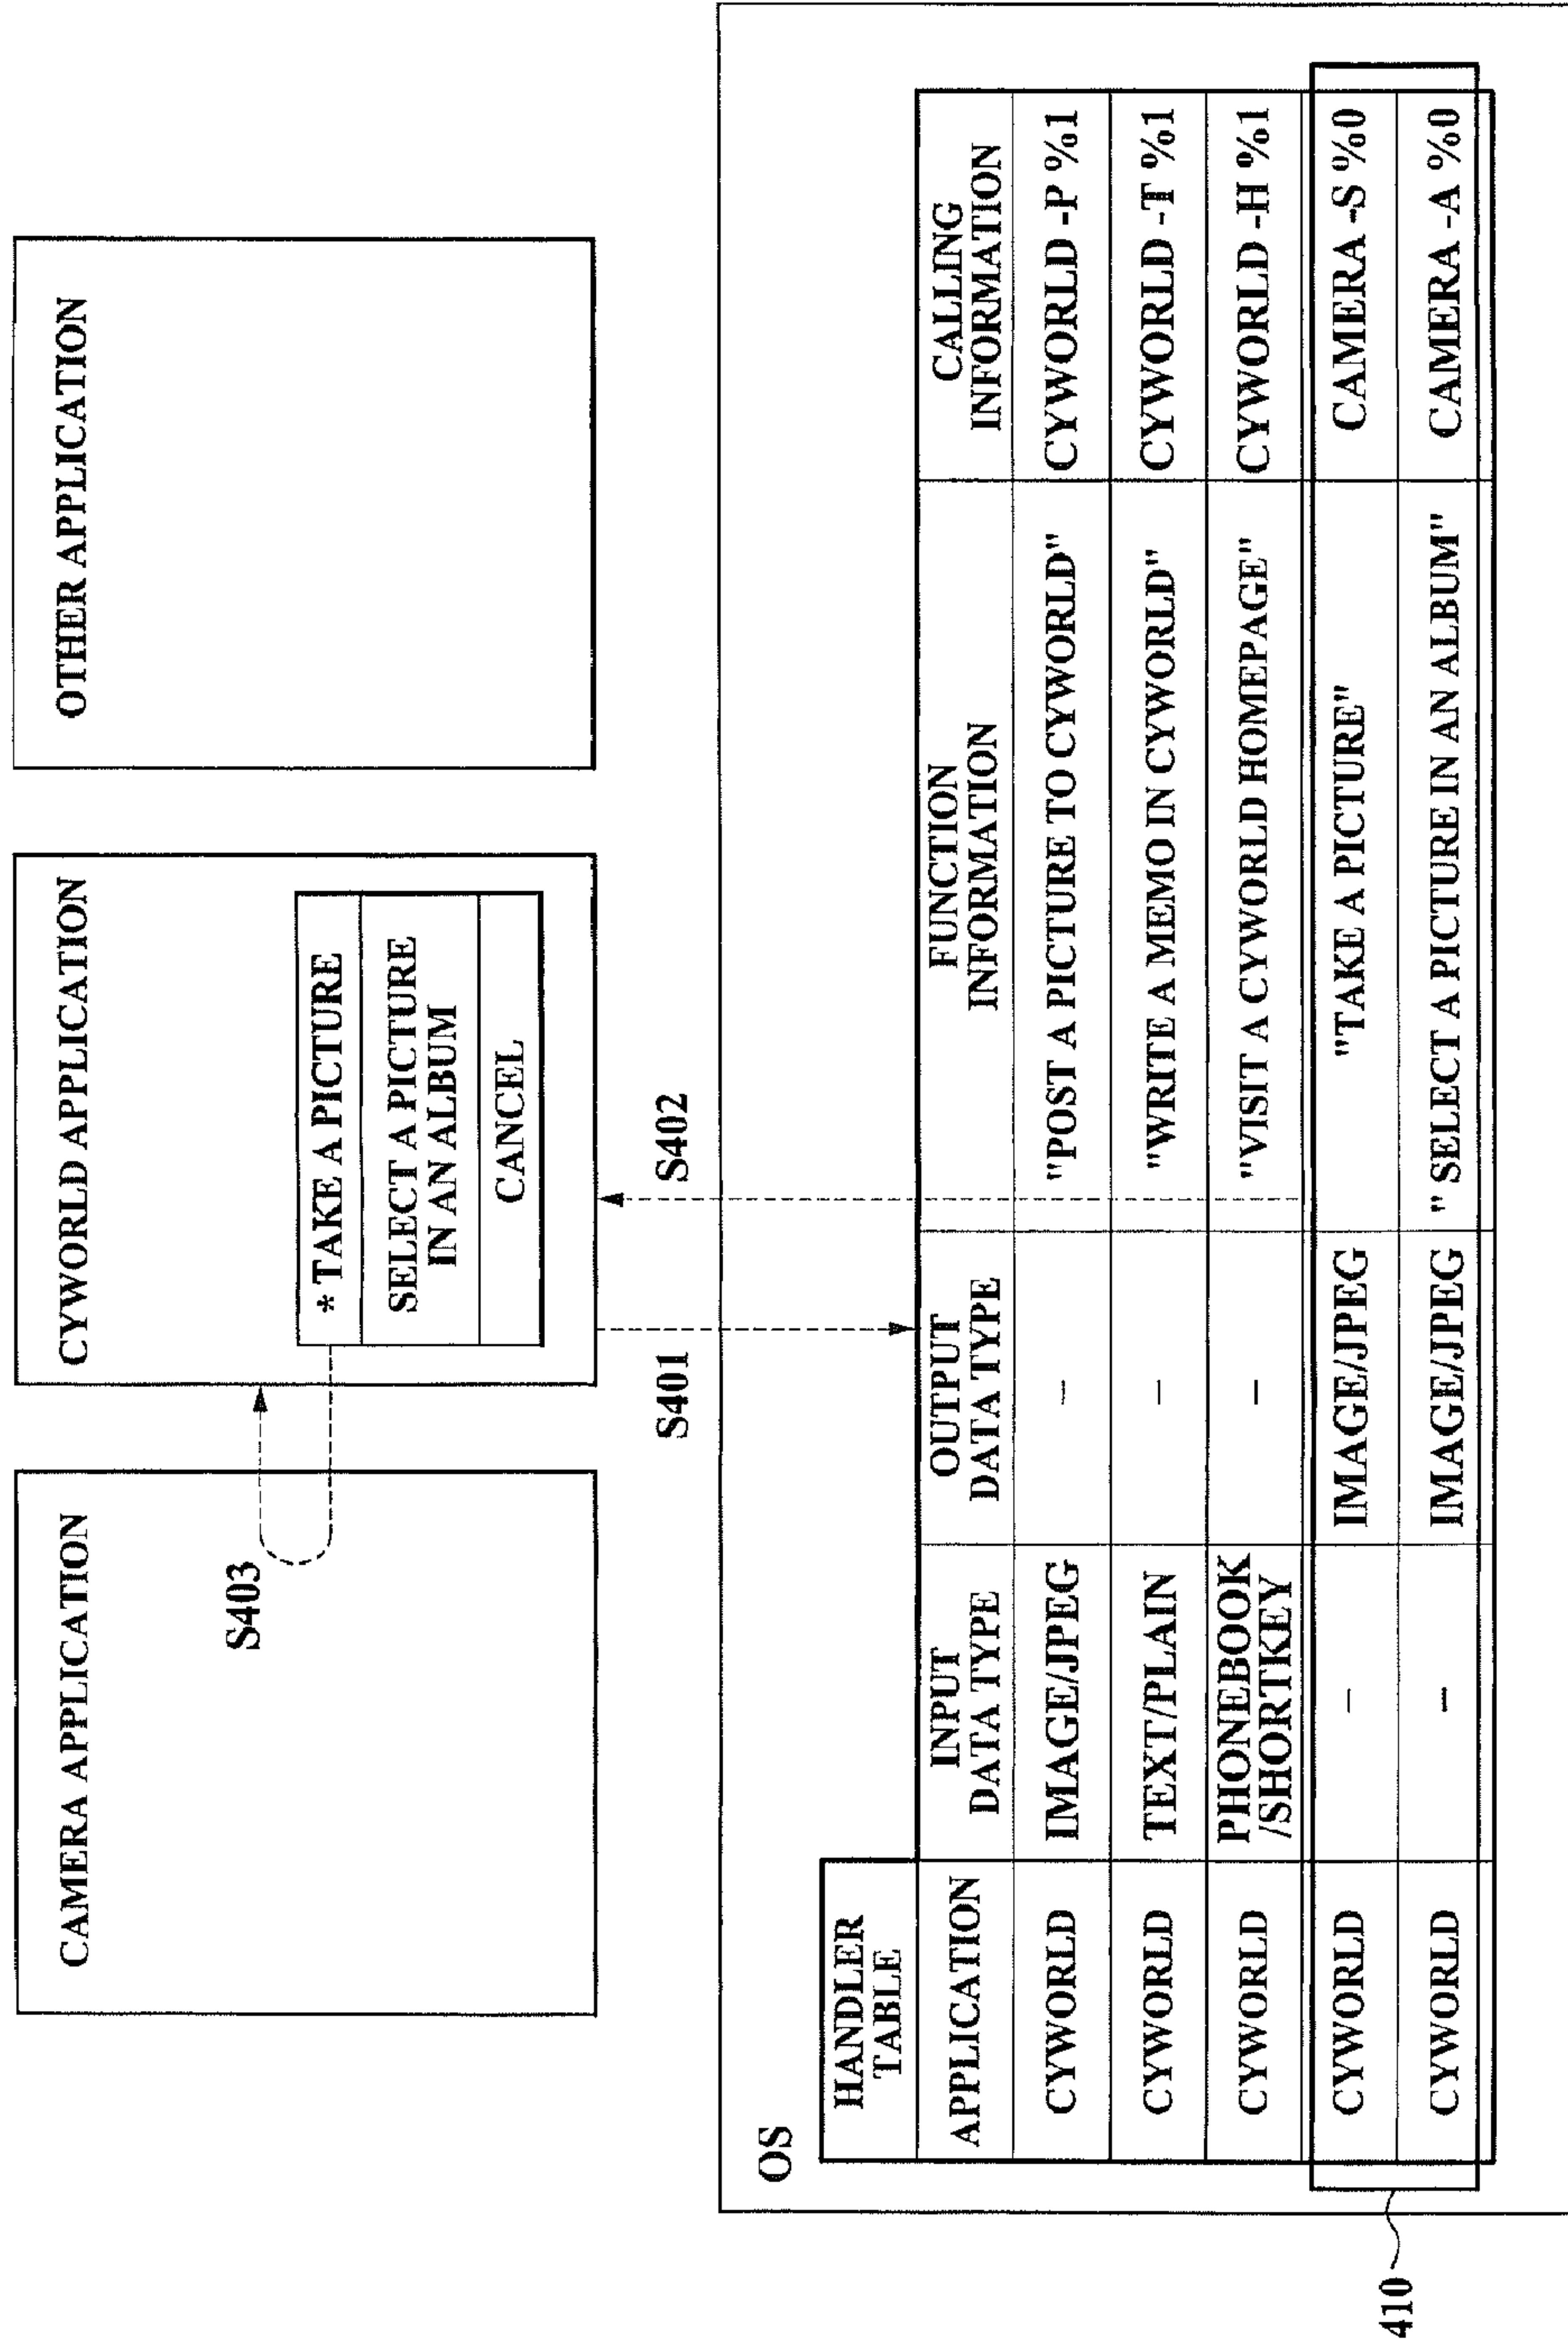 CAMERA APPLICATION
S403
CYWORLD APPLICATION
* TAKE A PICTURE
SELECT A PICTURE
IN AN ALBUM
CANCEL
OTHER APPLICATION
S401
S402
OS
HANDLER
TABLE
APPLICATION
INPUT
DATA TYPE
OUTPUT
DATA TYPE
FUNCTION
INFORMATION
CALLING
INFORMATION
CYWORLD
IMAGE/JPEG
–
"POST A PICTURE TO CYWORLD"
CYWORLD -P %1
CYWORLD
TEXT/PLAIN
–
"WRITE A MEMO IN CYWORLD"
CYWORLD -T %1
CYWORLD
PHONEBOOK
/SHORTKEY
–
"VISIT A CYWORLD HOMEPAGE"
CYWORLD -H %1
CYWORLD
–
IMAGE/JPEG
"TAKE A PICTURE"
CAMERA -S %0
CYWORLD
–
IMAGE/JPEG
" SELECT A PICTURE IN AN ALBUM"
CAMERA -A %0
410